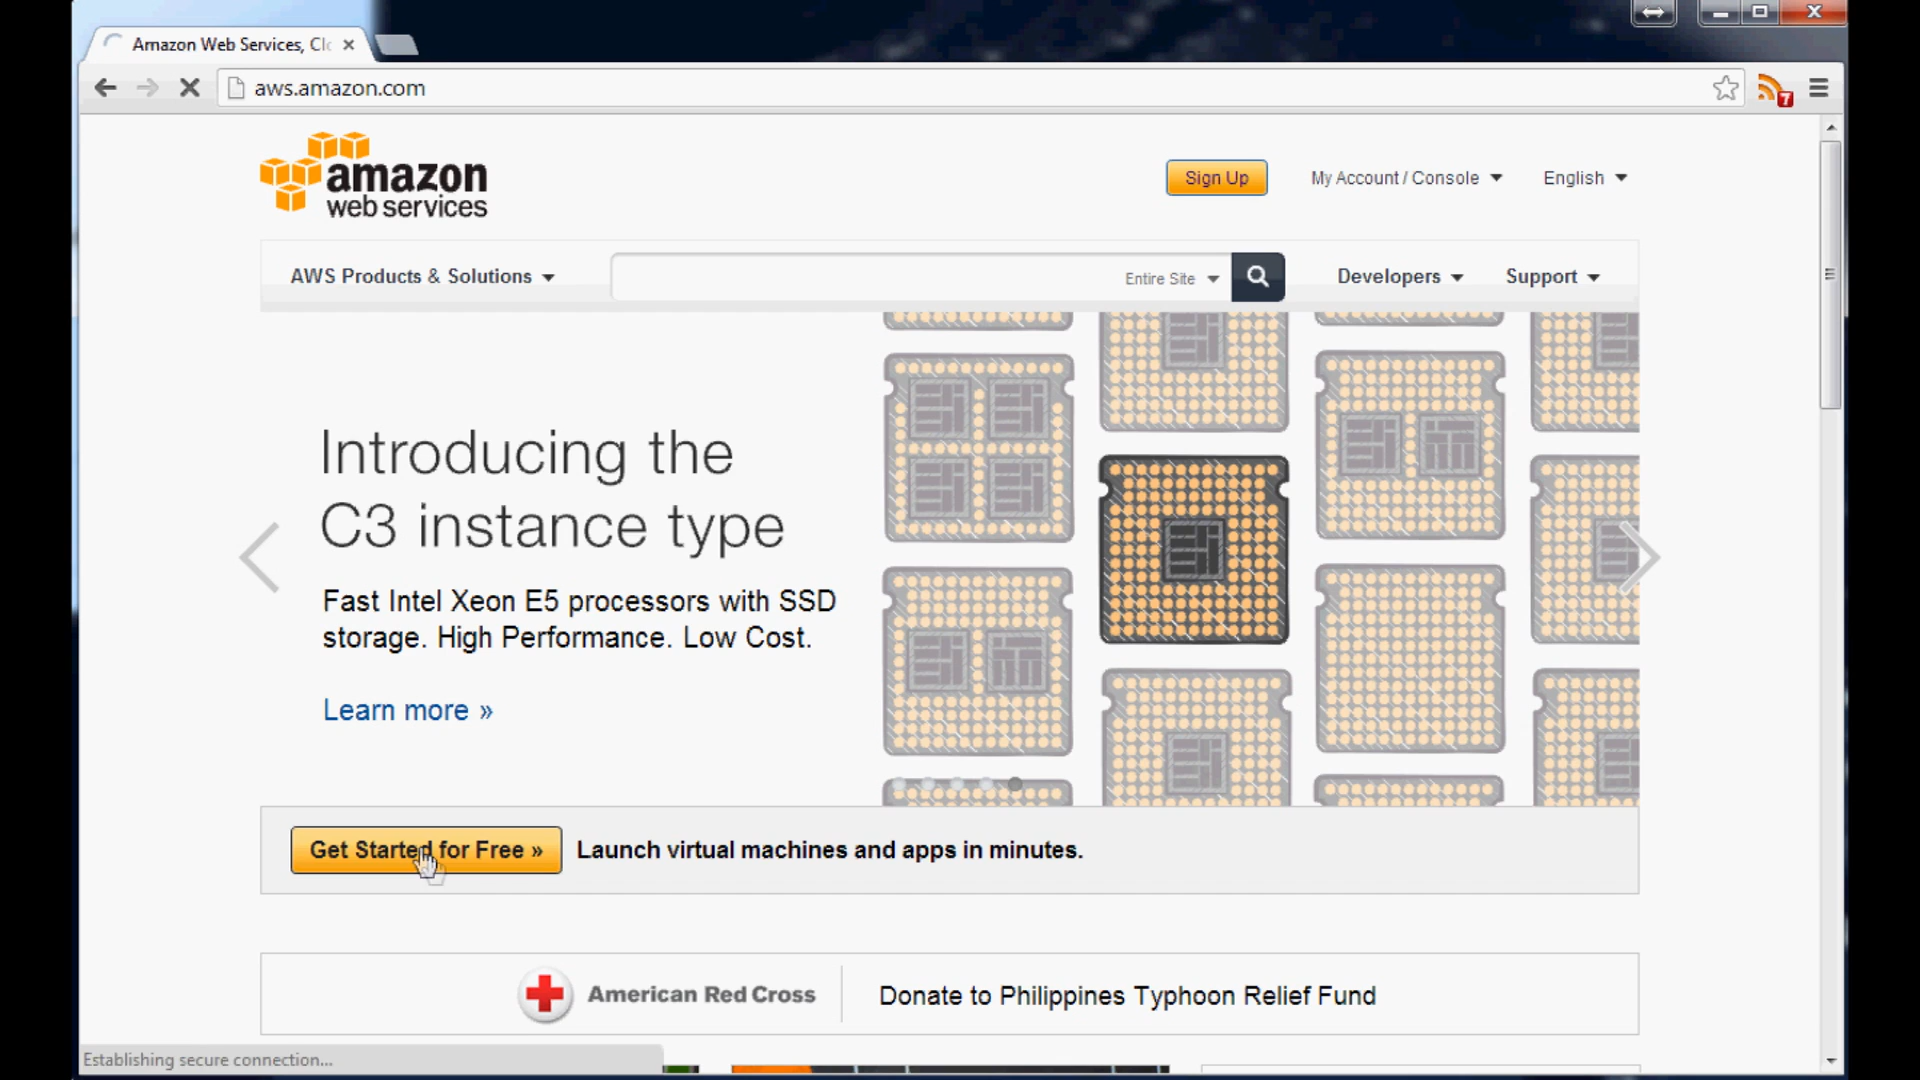 Amazon Web Services, Clo
aws.amazon.com
7
amazon
web services
Sign Up
My Account / Console
English
AWS Products & Solutions
Entire Site
Developers
Support
Introducing the
C3 instance type
Fast Intel Xeon E5 processors with SSD
storage. High Performance. Low Cost.
Learn more »
Get Started for Free »
Launch virtual machines and apps in minutes.
American Red Cross
Donate to Philippines Typhoon Relief Fund
Establishing secure connection...